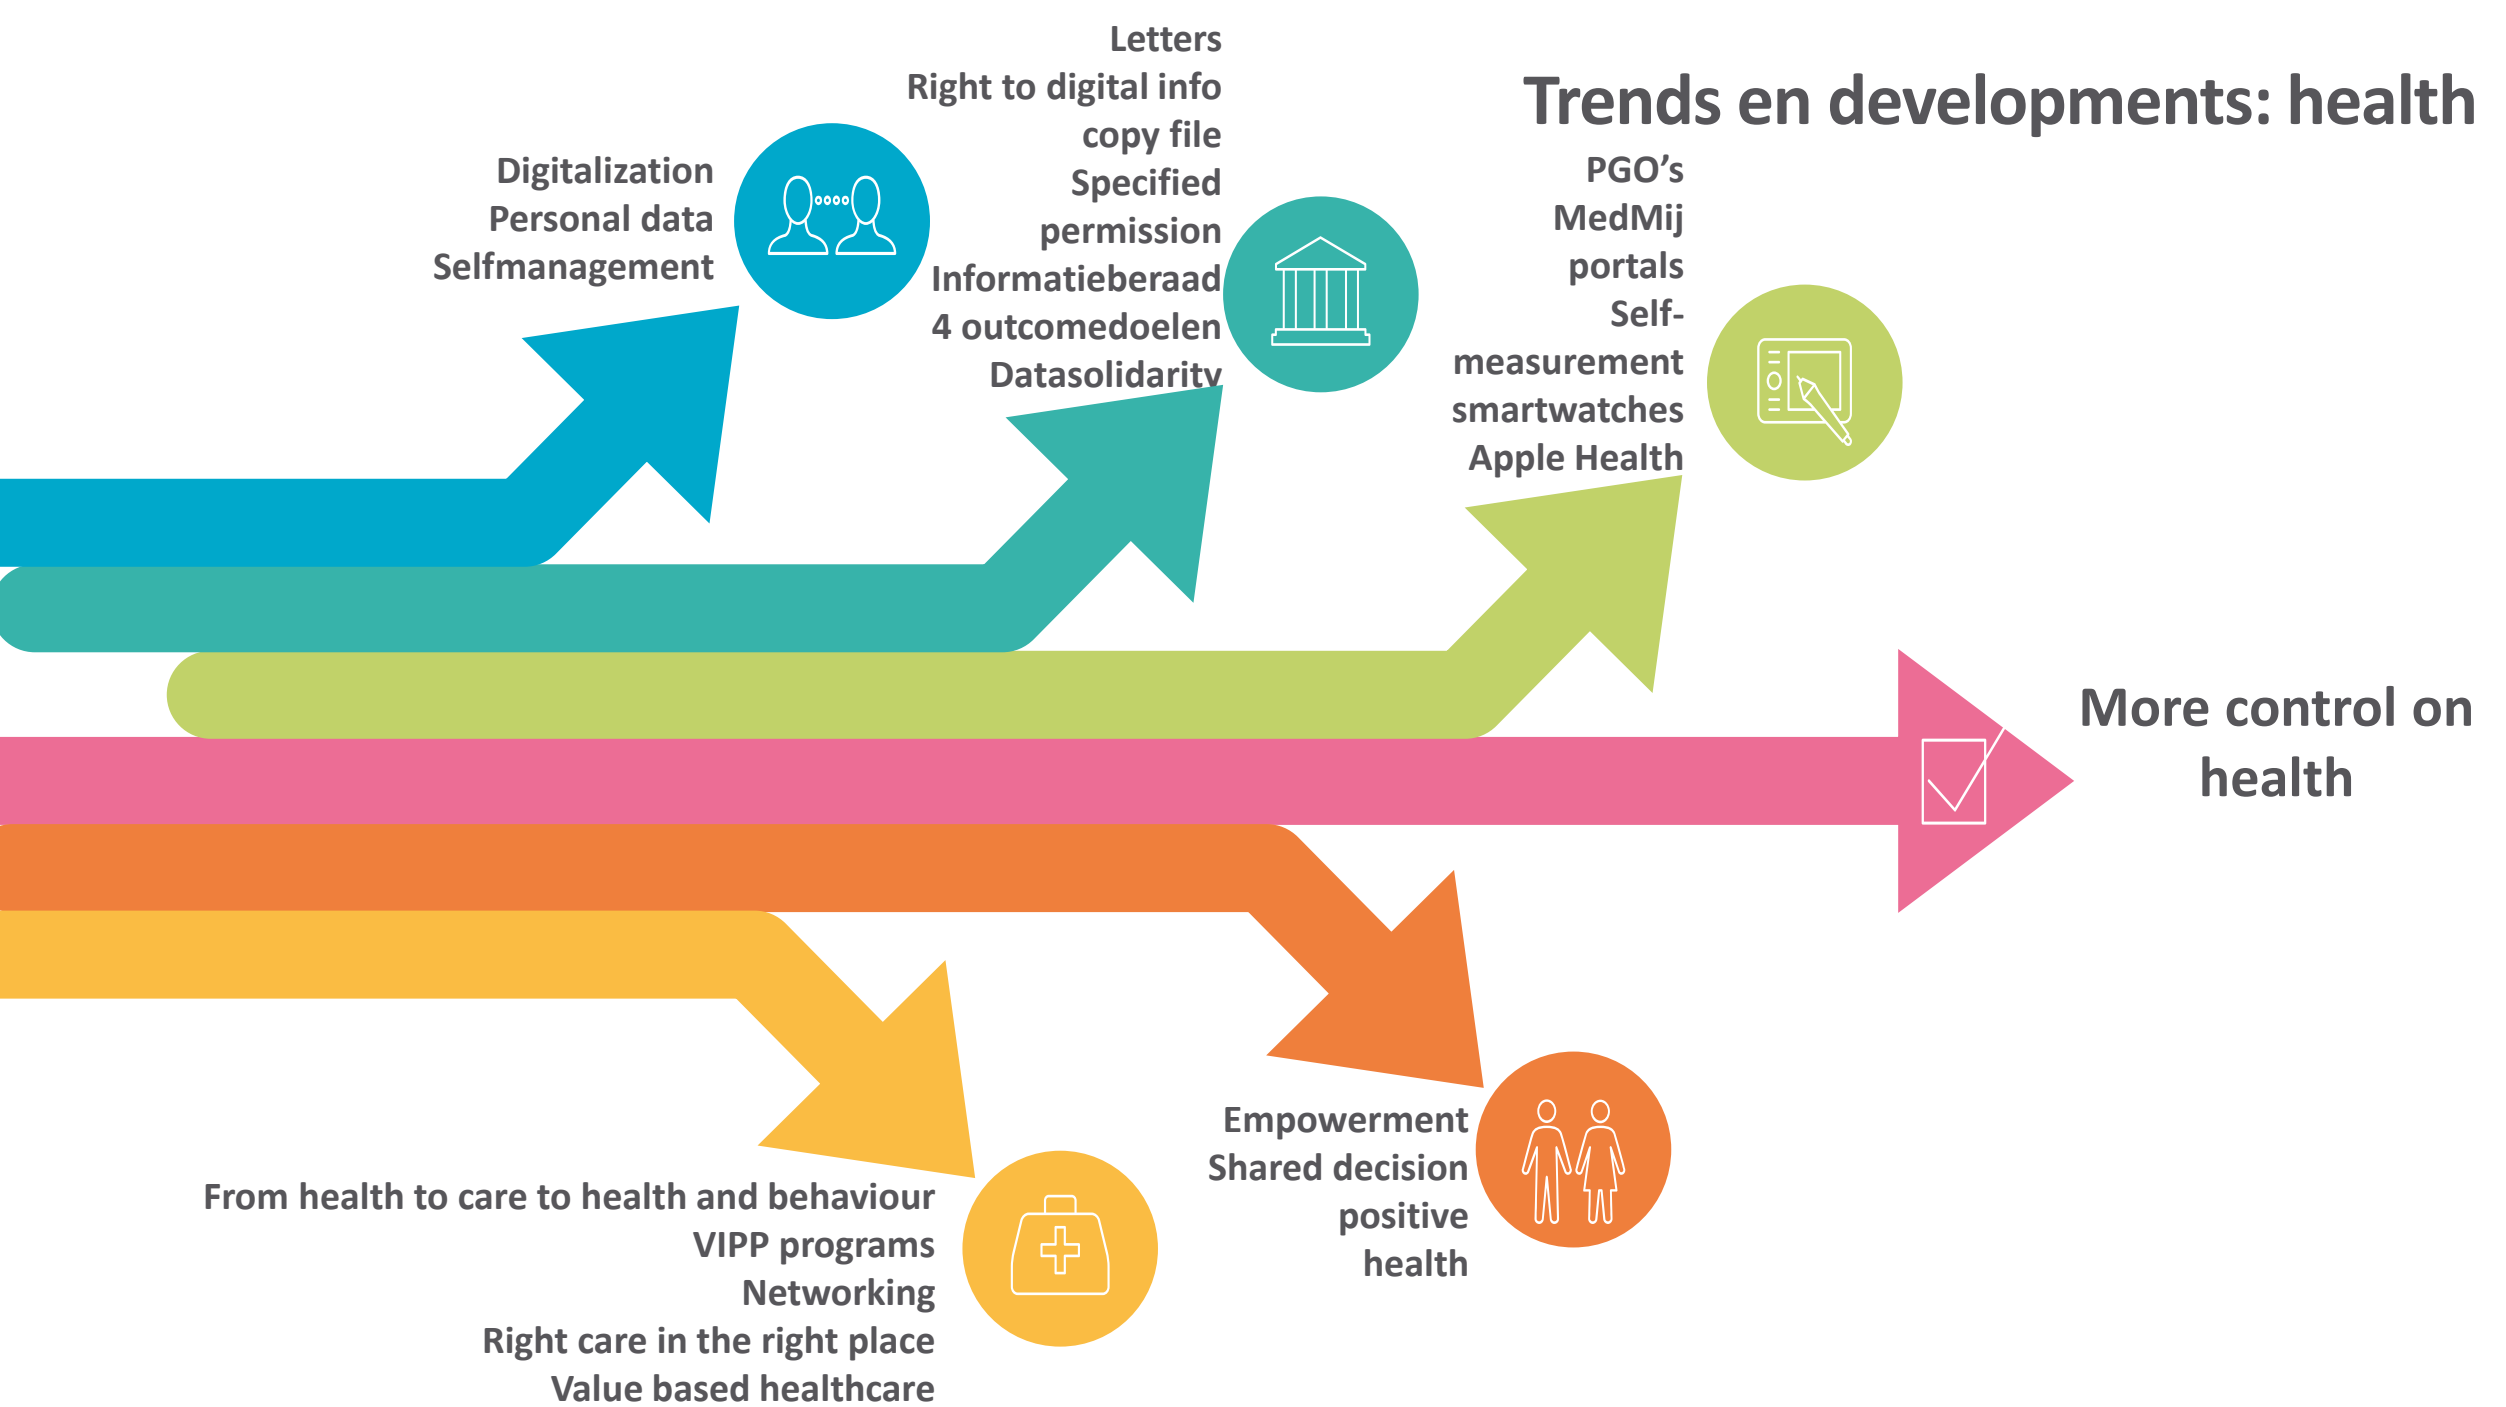 Trends en developments: health
Digitalization
Personal data
Selfmanagement
Letters
Right to digital info
copy file
Specified
permission
Informatieberaad
4 outcomedoelen
Datasolidarity
PGO’s
MedMij
portals
Self-
measurement
smartwatches
Apple Health
More control on
health
Empowerment
Shared decision
positive
health
From health to care to health and behaviour
VIPP programs
Networking
Right care in the right place
Value based healthcare